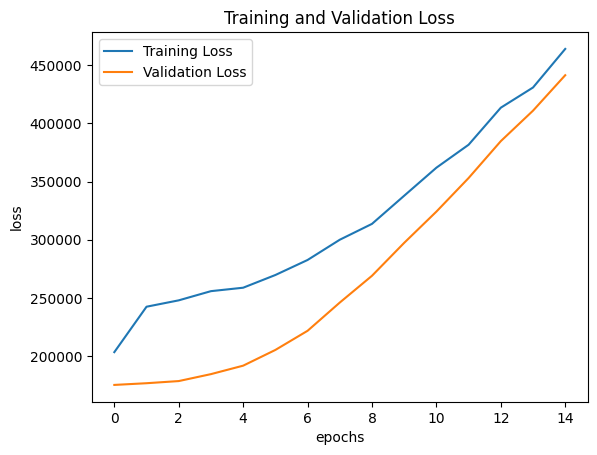 Training and Validation Loss
Training Loss
Validation Loss
450000
400000
350000
300000
250000
200000
loss
0 2 4 6 8 10 12 14
epochs